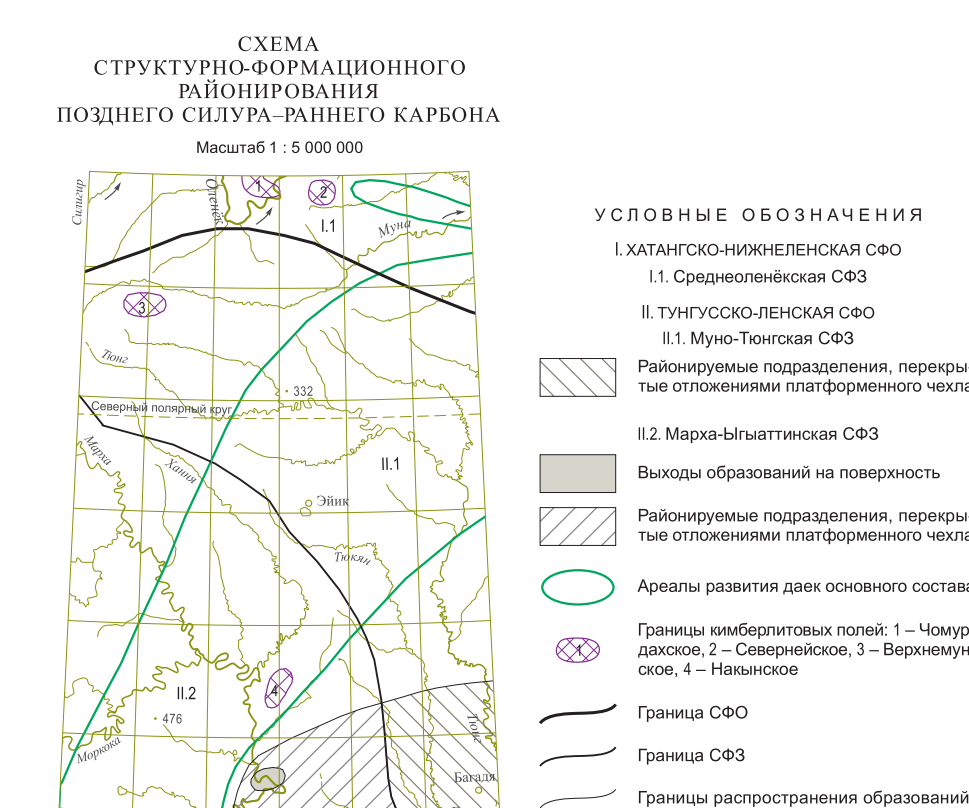 СХЕМА
СТРУКТУРНО-ФОРМАЦИОННОГО
РАЙОНИРОВАНИЯ
ПОЗДНЕГО СИЛУРА–РАННЕГО КАРБОНА
Масштаб 1 : 5 000 000
Силигир
Оленёк
1
2
I.1
Муна
3
Тюнг
332
Северный полярный круг
Марха
Хання
II.1
Эйик
Тюкян
II.2
4
476
Моркока
Тюнг
Багадя
УСЛОВНЫЕ ОБОЗНАЧЕНИЯ
I. ХАТАНГСКО-НИЖНЕЛЕНСКАЯ СФО
I.1. Среднеоленёкская СФЗ
II. ТУНГУССКО-ЛЕНСКАЯ СФО
II.1. Муно-Тюнгская СФЗ
Районируемые подразделения, перекры-
тые отложениями платформенного чехла
II.2. Марха-Ыгыаттинская СФЗ
Выходы образований на поверхность
Районируемые подразделения, перекры-
тые отложениями платформенного чехла
Ареалы развития даек основного состава
1
Границы кимберлитовых полей: 1 – Чомур-
дахское, 2 – Севернейское, 3 – Верхнемун-
ское, 4 – Накынское
Граница СФО
Граница СФЗ
Границы распространения образований